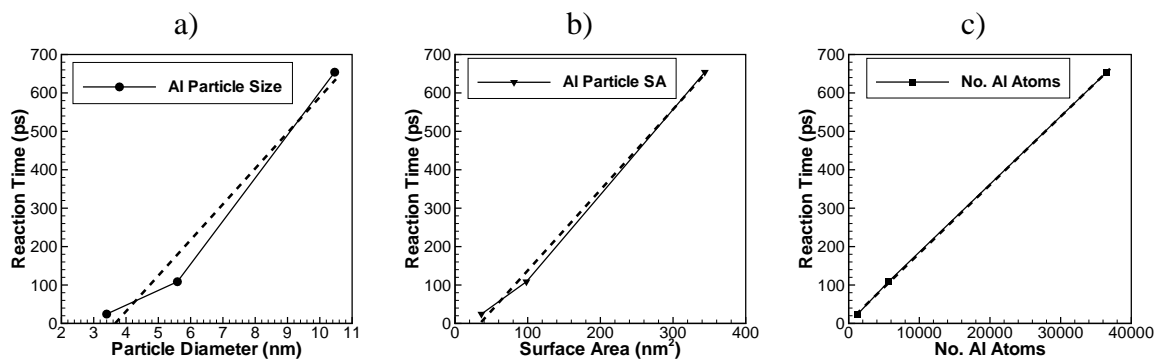 a)
700
600
500
400
300
200
100
0
Reaction Time (ps)
Al Particle Size
2 3 4 5 6 7 8 9 10 11
Particle Diameter (nm)
b)
700
600
500
400
300
200
100
0
Reaction Time (ps)
Al Particle SA
0 100 200 300 400
Surface Area (nm²)
c)
700
600
500
400
300
200
100
0
Reaction Time (ps)
No. Al Atoms
0 10000 20000 30000 40000
No. Al Atoms